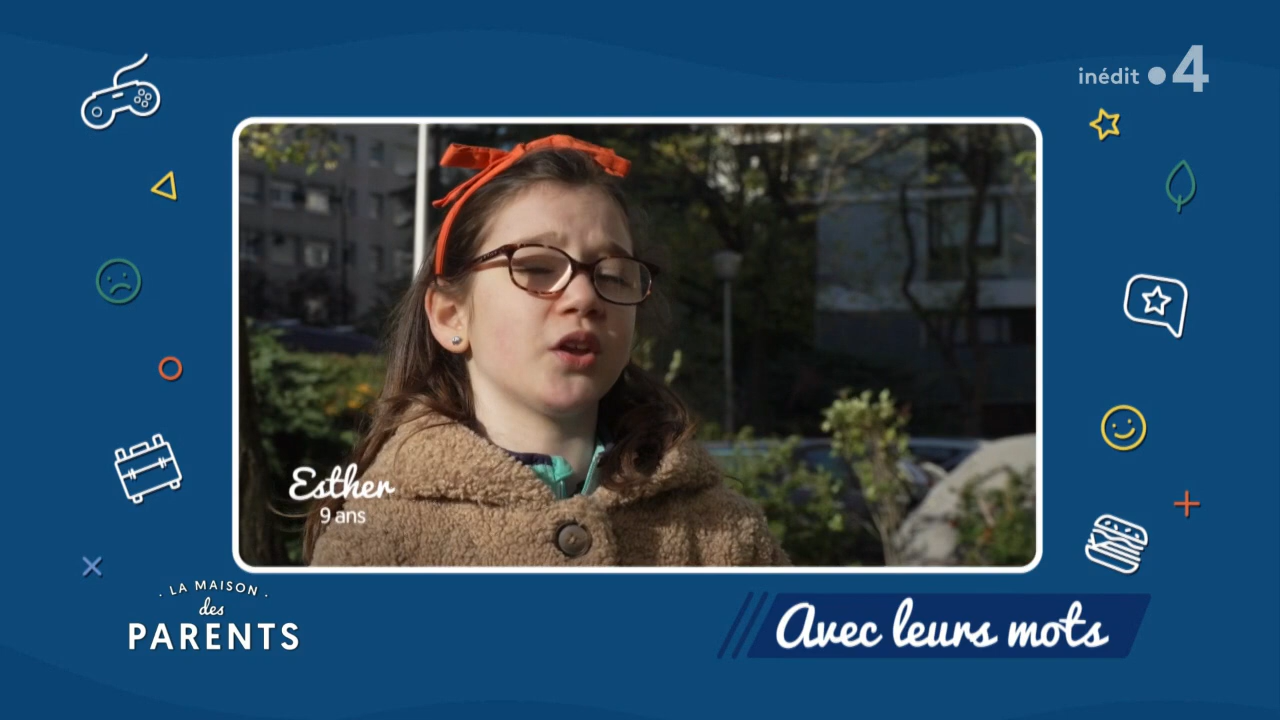 inédit 4
Esther
9 ans
· LA MAISON ·
des
PARENTS
Avec leurs mots